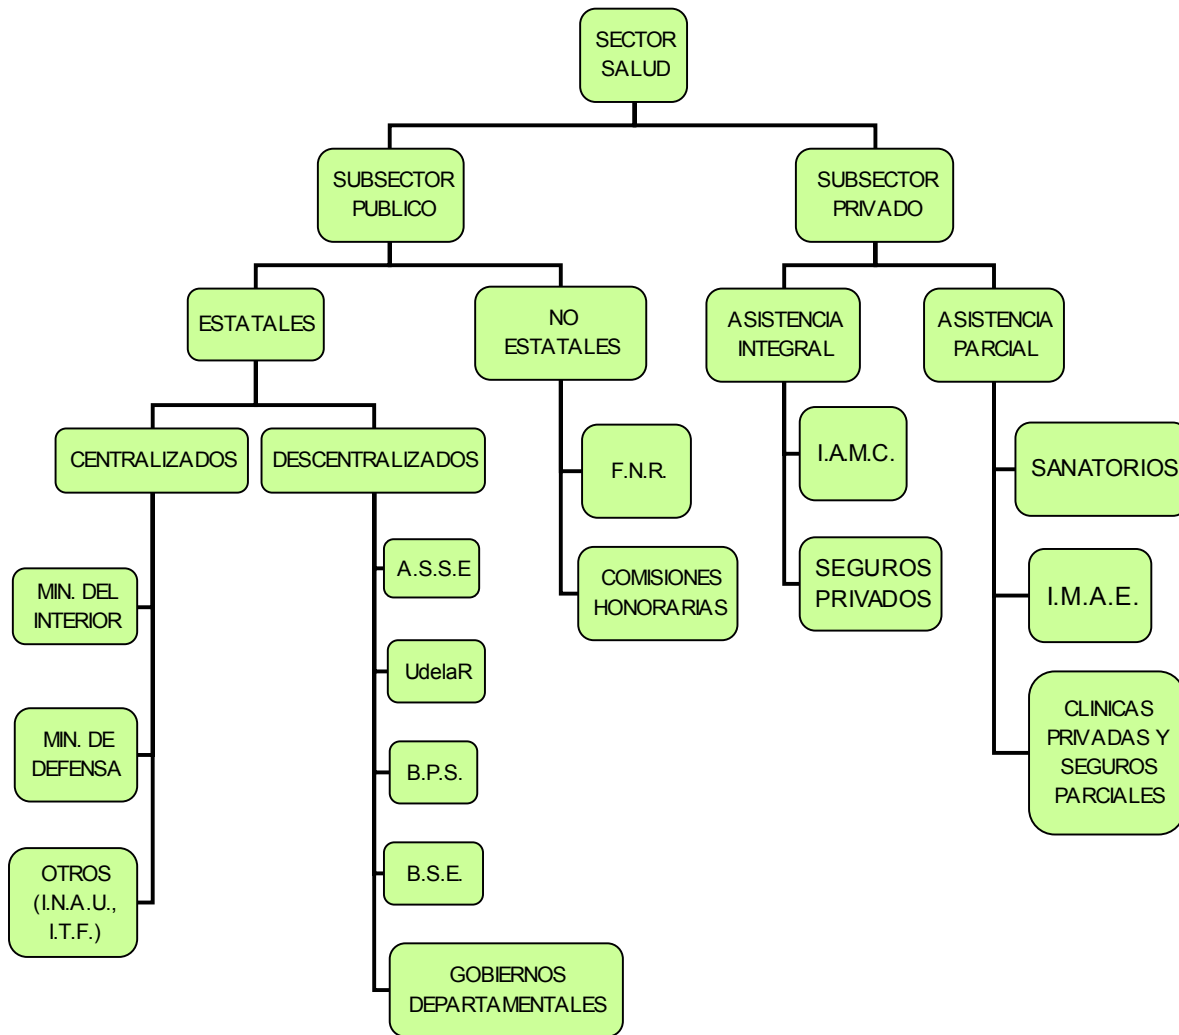 SECTOR
SALUD
SUBSECTOR
PUBLICO
SUBSECTOR
PRIVADO
ESTATALES
NO
ESTATALES
ASISTENCIA
INTEGRAL
ASISTENCIA
PARCIAL
CENTRALIZADOS
DESCENTRALIZADOS
I.A.M.C.
F.N.R.
SANATORIOS
A.S.S.E
COMISIONES
HONORARIAS
SEGUROS
PRIVADOS
I.M.A.E.
MIN. DEL
INTERIOR
UdelaR
MIN. DE
DEFENSA
B.P.S.
CLINICAS
PRIVADAS Y
SEGUROS
PARCIALES
OTROS
(I.N.A.U.,
I.T.F.)
B.S.E.
GOBIERNOS
DEPARTAMENTALES